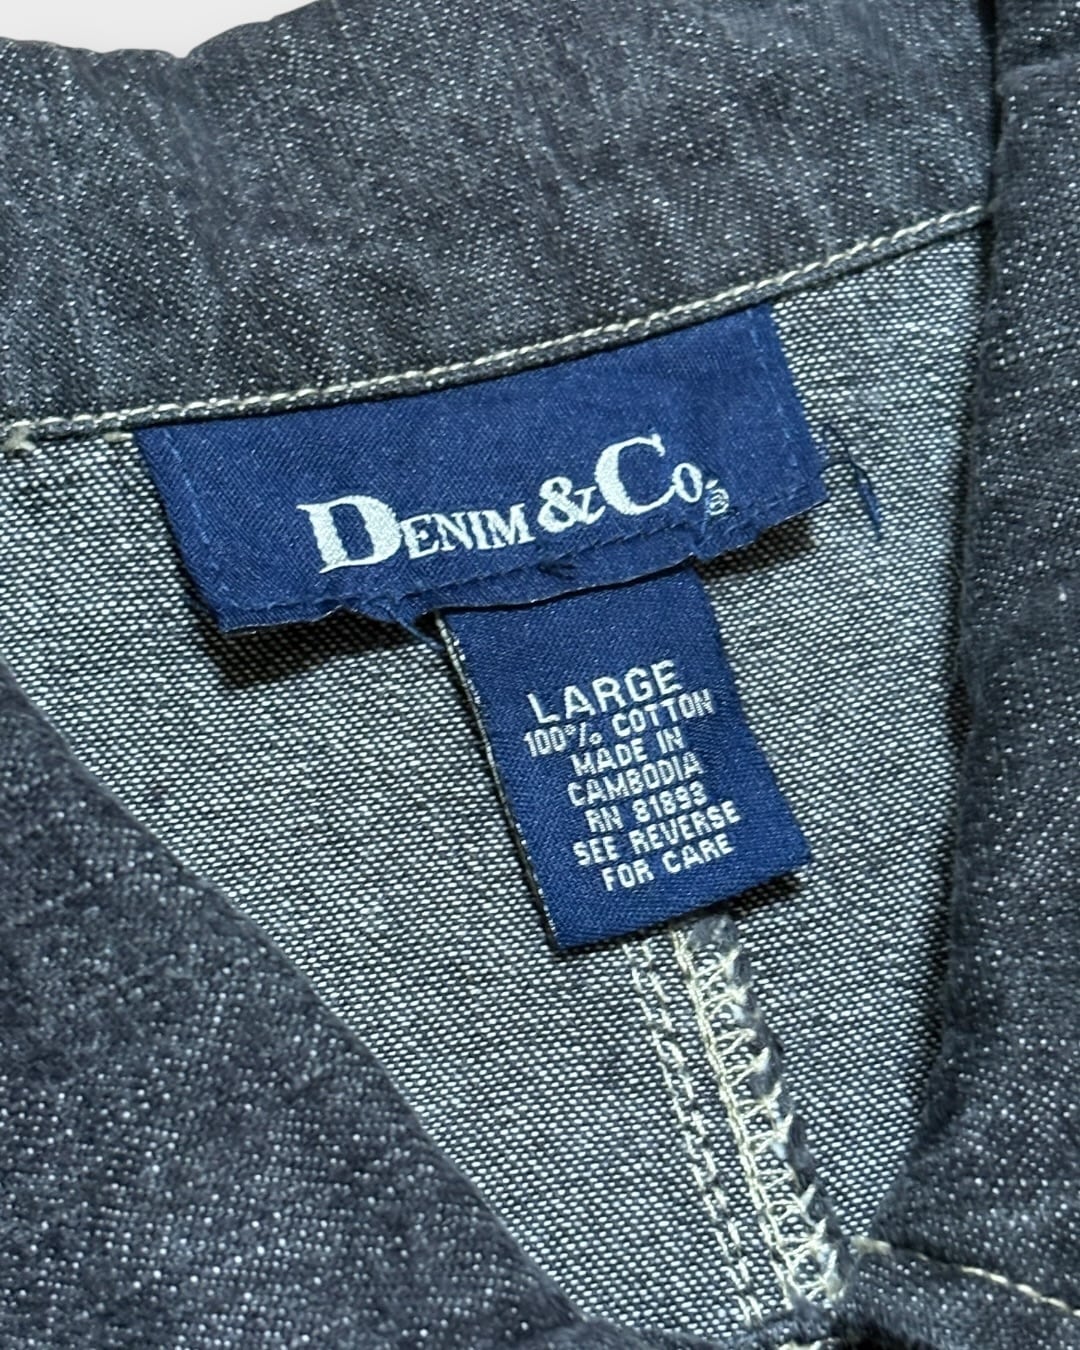 DENIM & CO.®
LARGE
100% COTTON
MADE IN
CAMBODIA
RN 81893
SEE REVERSE
FOR CARE